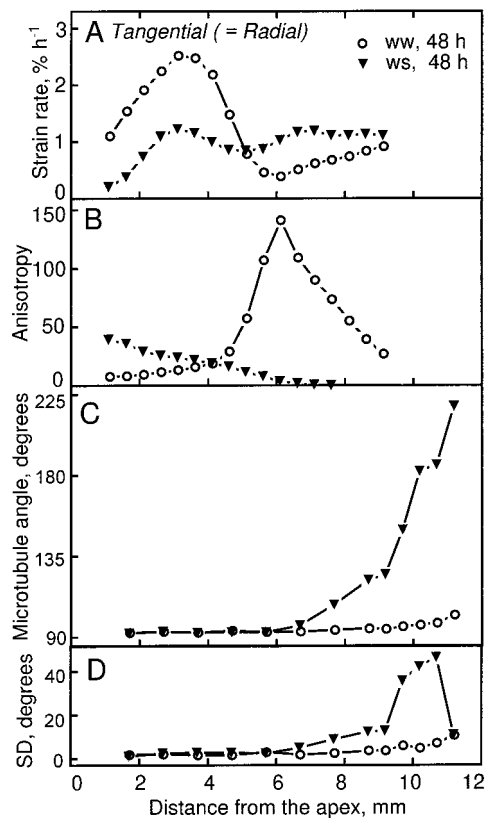 A Tangential ( = Radial)
ww, 48 h
ws, 48 h
Strain rate, % h-1
3
2
1
0
B
Anisotropy
150
100
50
0
C
Microtubule angle, degrees
225
180
135
90
D
SD, degrees
40
20
0
0 2 4 6 8 10 12
Distance from the apex, mm